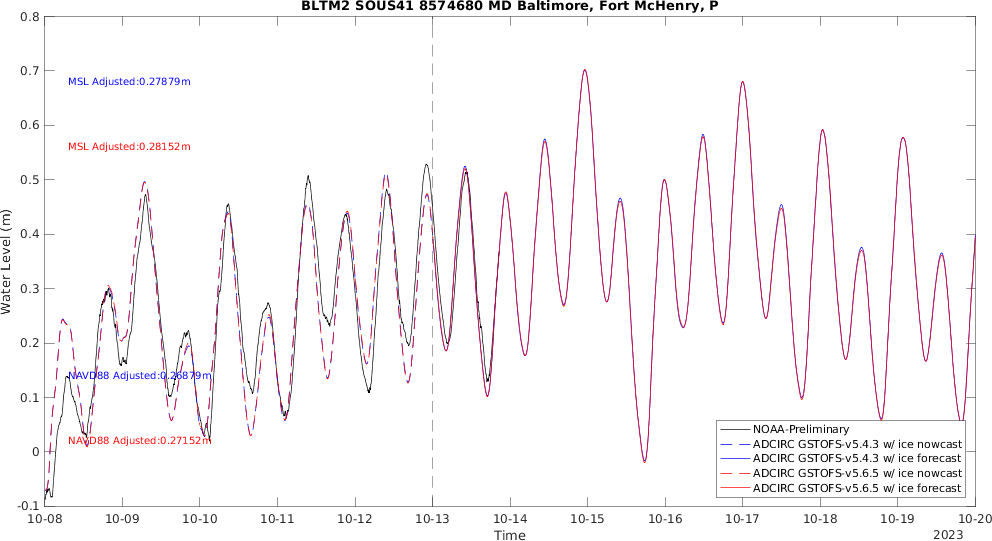 BLTM2 SOUS41 8574680 MD Baltimore, Fort McHenry, P
0.8
0.7
0.6
0.5
0.4
0.3
0.2
0.1
0
-0.1
Water Level (m)
MSL Adjusted:0.27879m
MSL Adjusted:0.28152m
NAVD88 Adjusted:0.26879m
NAVD88 Adjusted:0.27152m
NOAA-Preliminary
ADCIRC GSTOFS-v5.4.3 w/ ice nowcast
ADCIRC GSTOFS-v5.4.3 w/ ice forecast
ADCIRC GSTOFS-v5.6.5 w/ ice nowcast
ADCIRC GSTOFS-v5.6.5 w/ ice forecast
10-08 10-09 10-10 10-11 10-12 10-13 10-14 10-15 10-16 10-17 10-18 10-19 10-20
Time
2023